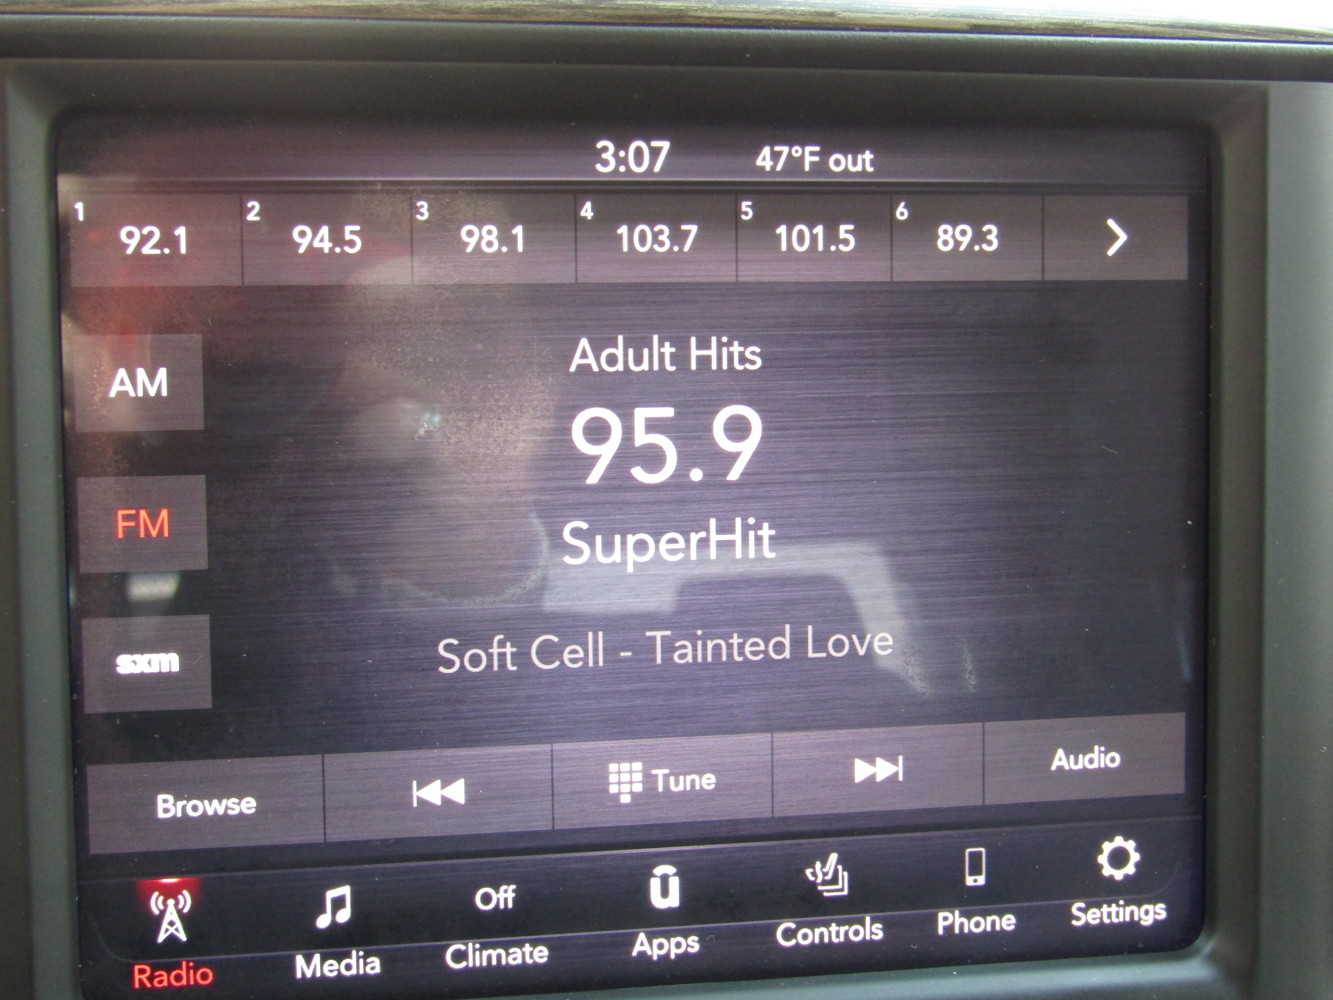 3:07 47°F out
1 92.1 2 94.5 3 98.1 4 103.7 5 101.5 6 89.3
Adult Hits
AM
95.9
FM
SuperHit
Soft Cell - Tainted Love
sxm
Browse Tune Audio
Off
Radio Media Climate Apps Controls Phone Settings